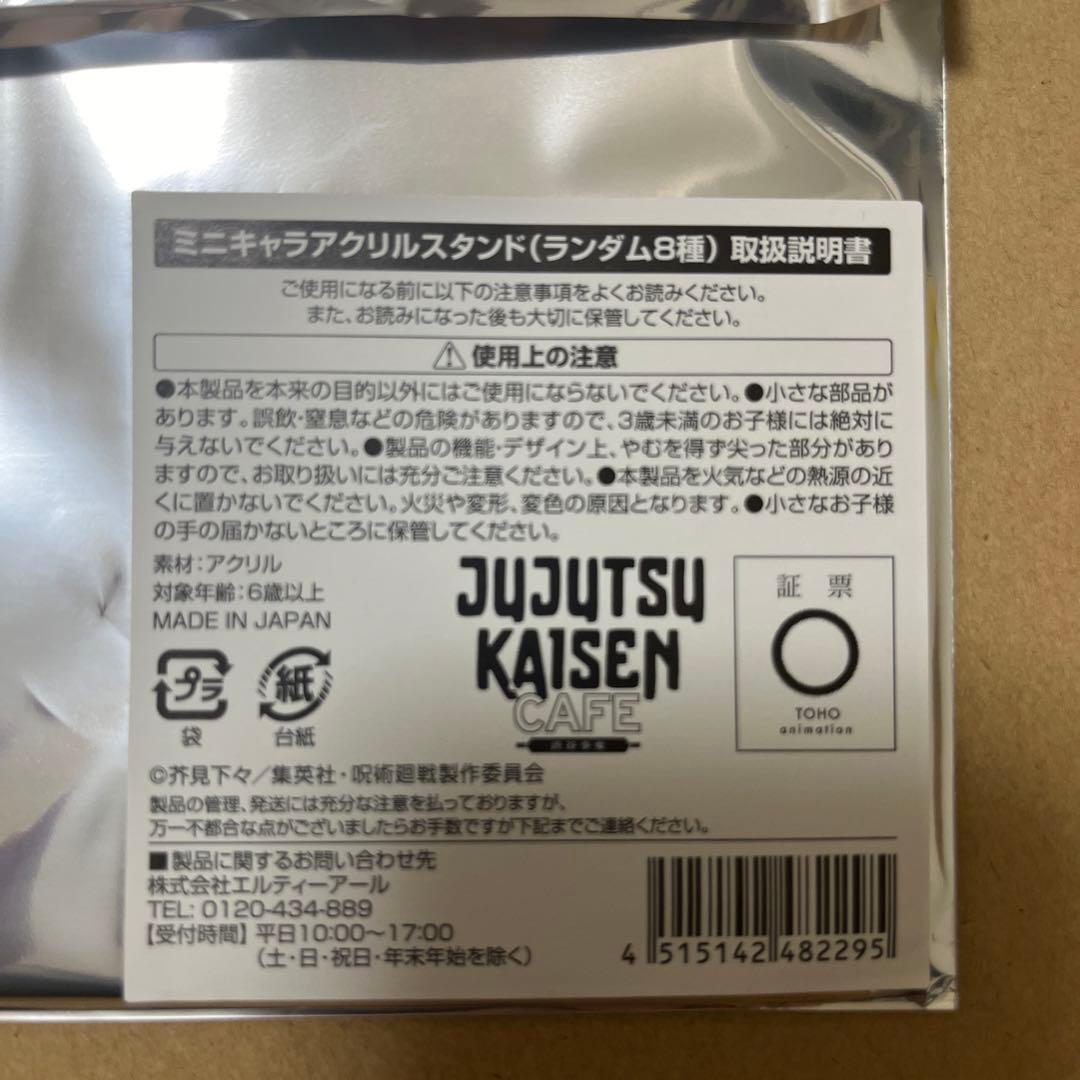 ミニキャラアクリルスタンド(ランダム8種) 取扱説明書
ご使用になる前に以下の注意事項をよくお読みください。
また、お読みになった後も大切に保管してください。
使用上の注意
●本製品を本来の目的以外にはご使用にならないでください。●小さな部品が
あります。誤飲・窒息などの危険がありますので、3歳未満のお子様には絶対に
与えないでください。●製品の機能・デザイン上、やむを得ず尖った部分があり
ますので、お取り扱いには充分ご注意ください。●本製品を火気などの熱源の近
くに置かないでください。火災や変形、変色の原因となります。●小さなお子様
の手の届かないところに保管してください。
素材：アクリル
対象年齢：6歳以上
MADE IN JAPAN
プラ
袋
紙
台紙
JUJUTSU
KAISEN
CAFE
証 票
TOHO
animation
©芥見下々／集英社・呪術廻戦製作委員会
製品の管理、発送には充分な注意を払っておりますが、
万一不都合な点がございましたらお手数ですが下記までご連絡ください。
■製品に関するお問い合わせ先
株式会社エルティーアール
TEL: 0120-434-889
【受付時間】平日10:00〜17:00
(土・日・祝日・年末年始を除く)
4 515142 482295